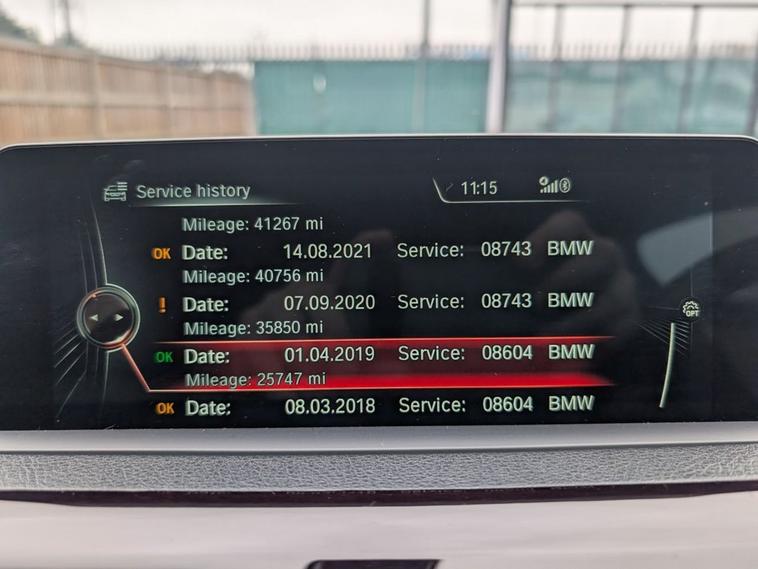 Service history 11:15
Mileage: 41267 mi
OK Date: 14.08.2021 Service: 08743 BMW
Mileage: 40756 mi
! Date: 07.09.2020 Service: 08743 BMW
Mileage: 35850 mi
OK Date: 01.04.2019 Service: 08604 BMW
Mileage: 25747 mi
OK Date: 08.03.2018 Service: 08604 BMW
OPT